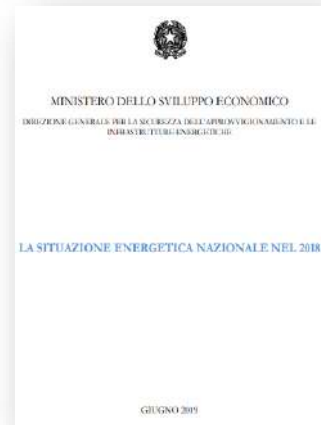 MINISTERO DELLO SVILUPPO ECONOMICO
DIREZIONE GENERALE PER LA SICUREZZA DELL'APPROVVIGIONAMENTO E LE
INFRASTRUTTURE ENERGETICHE
LA SITUAZIONE ENERGETICA NAZIONALE NEL 2018
GIUGNO 2019